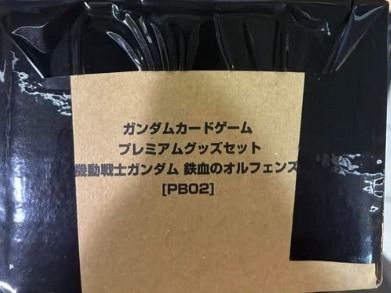 ガンダムカードゲーム
プレミアムグッズセット
機動戦士ガンダム 鉄血のオルフェンズ
[PB02]